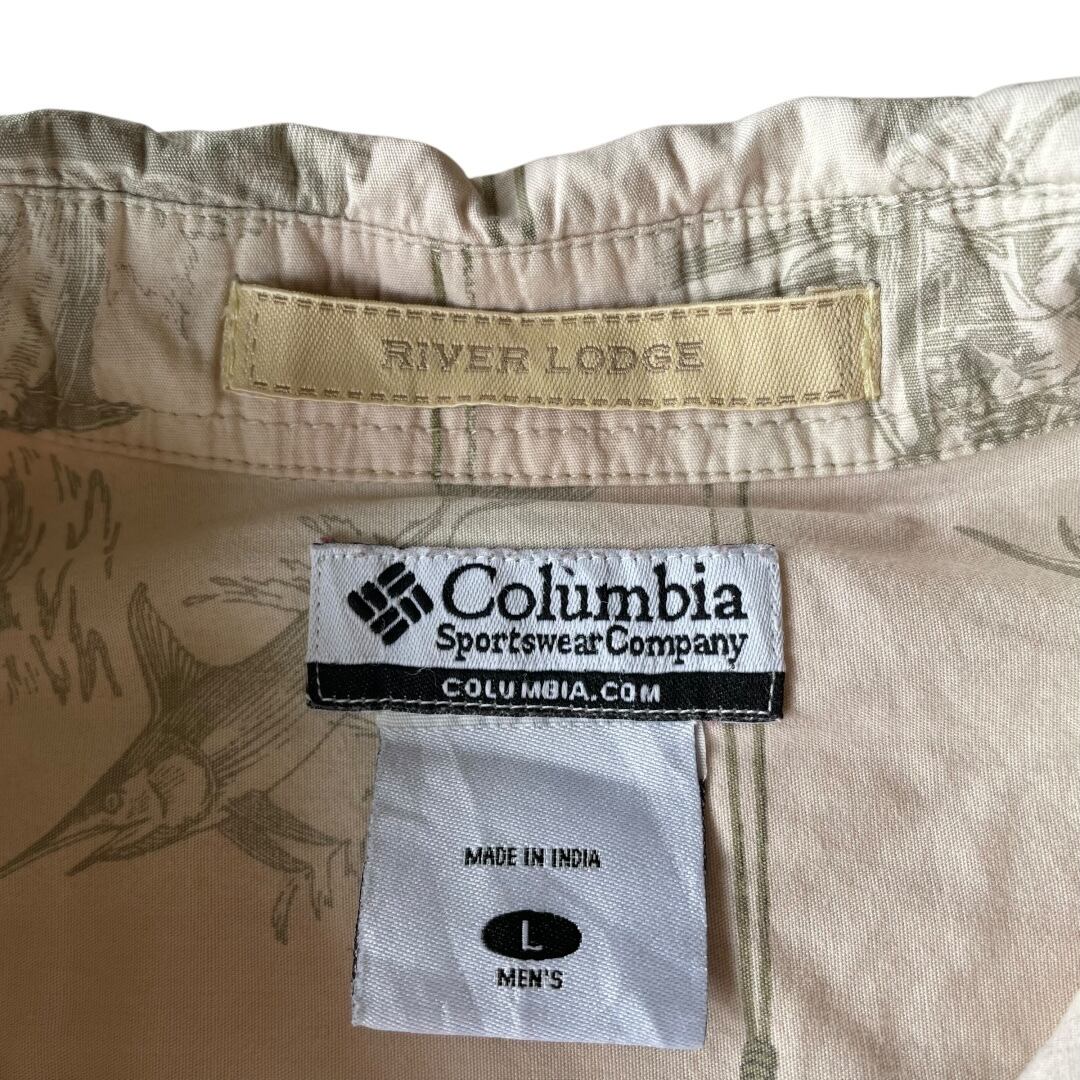 RIVER LODGE
Columbia
Sportswear Company
COLUMBIA.COM
MADE IN INDIA
L
MEN'S